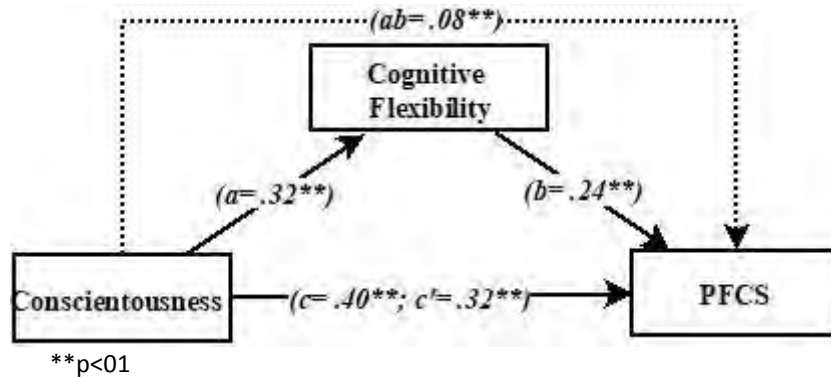 (ab= .08**)
Cognitive
Flexibility
(a= .32**)
(b= .24**)
Conscientousness
(c= .40**; c'= .32**)
PFCS
**p<01